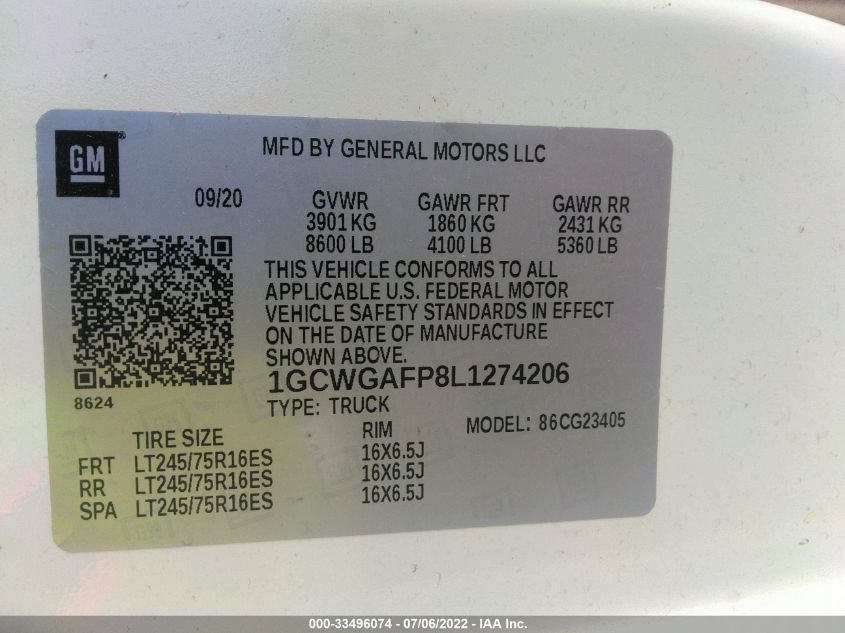 GM
MFD BY GENERAL MOTORS LLC
09/20 GVWR GAWR FRT GAWR RR
3901 KG 1860 KG 2431 KG
8600 LB 4100 LB 5360 LB
THIS VEHICLE CONFORMS TO ALL
APPLICABLE U.S. FEDERAL MOTOR
VEHICLE SAFETY STANDARDS IN EFFECT
ON THE DATE OF MANUFACTURE
SHOWN ABOVE.
1GCWGAFP8L1274206
8624
TYPE: TRUCK MODEL: 86CG23405
TIRE SIZE RIM
FRT LT245/75R16ES 16X6.5J
RR LT245/75R16ES 16X6.5J
SPA LT245/75R16ES 16X6.5J
000-33496074 / 07/06/2022 - IAA Inc.